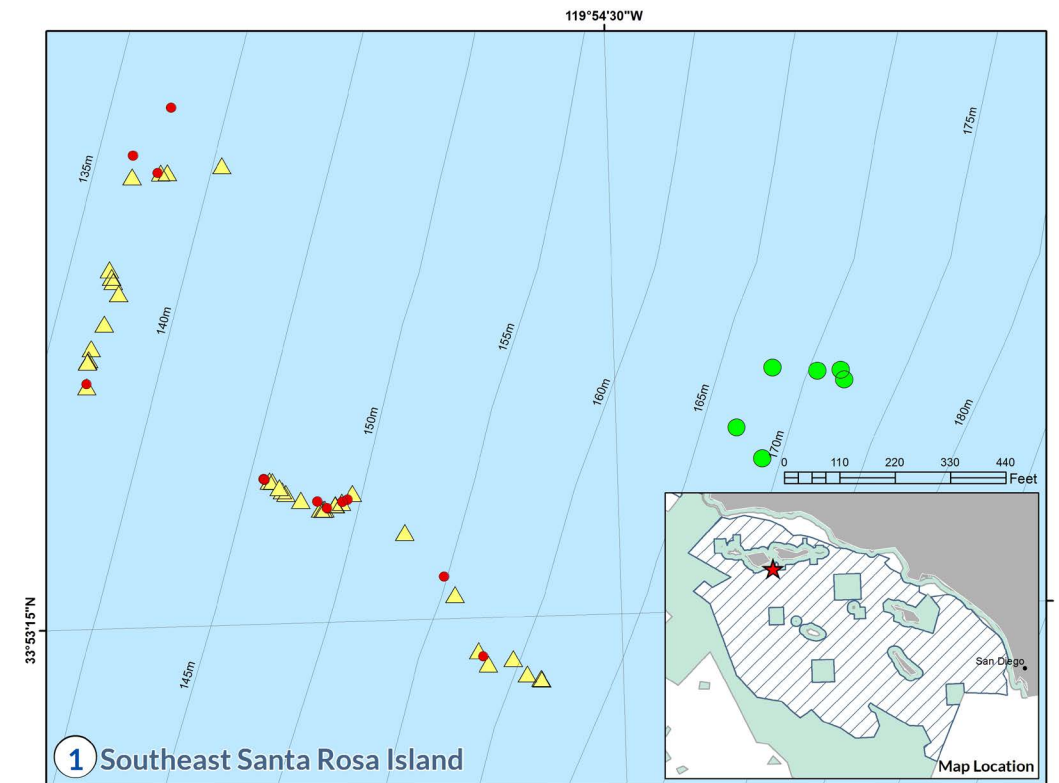 119°54'30"W
175m
135m
140m
155m
160m
165m
180m
150m
170m
0 110 220 330 440
Feet
33°53'15"N
145m
San Diego
1 Southeast Santa Rosa Island
Map Location